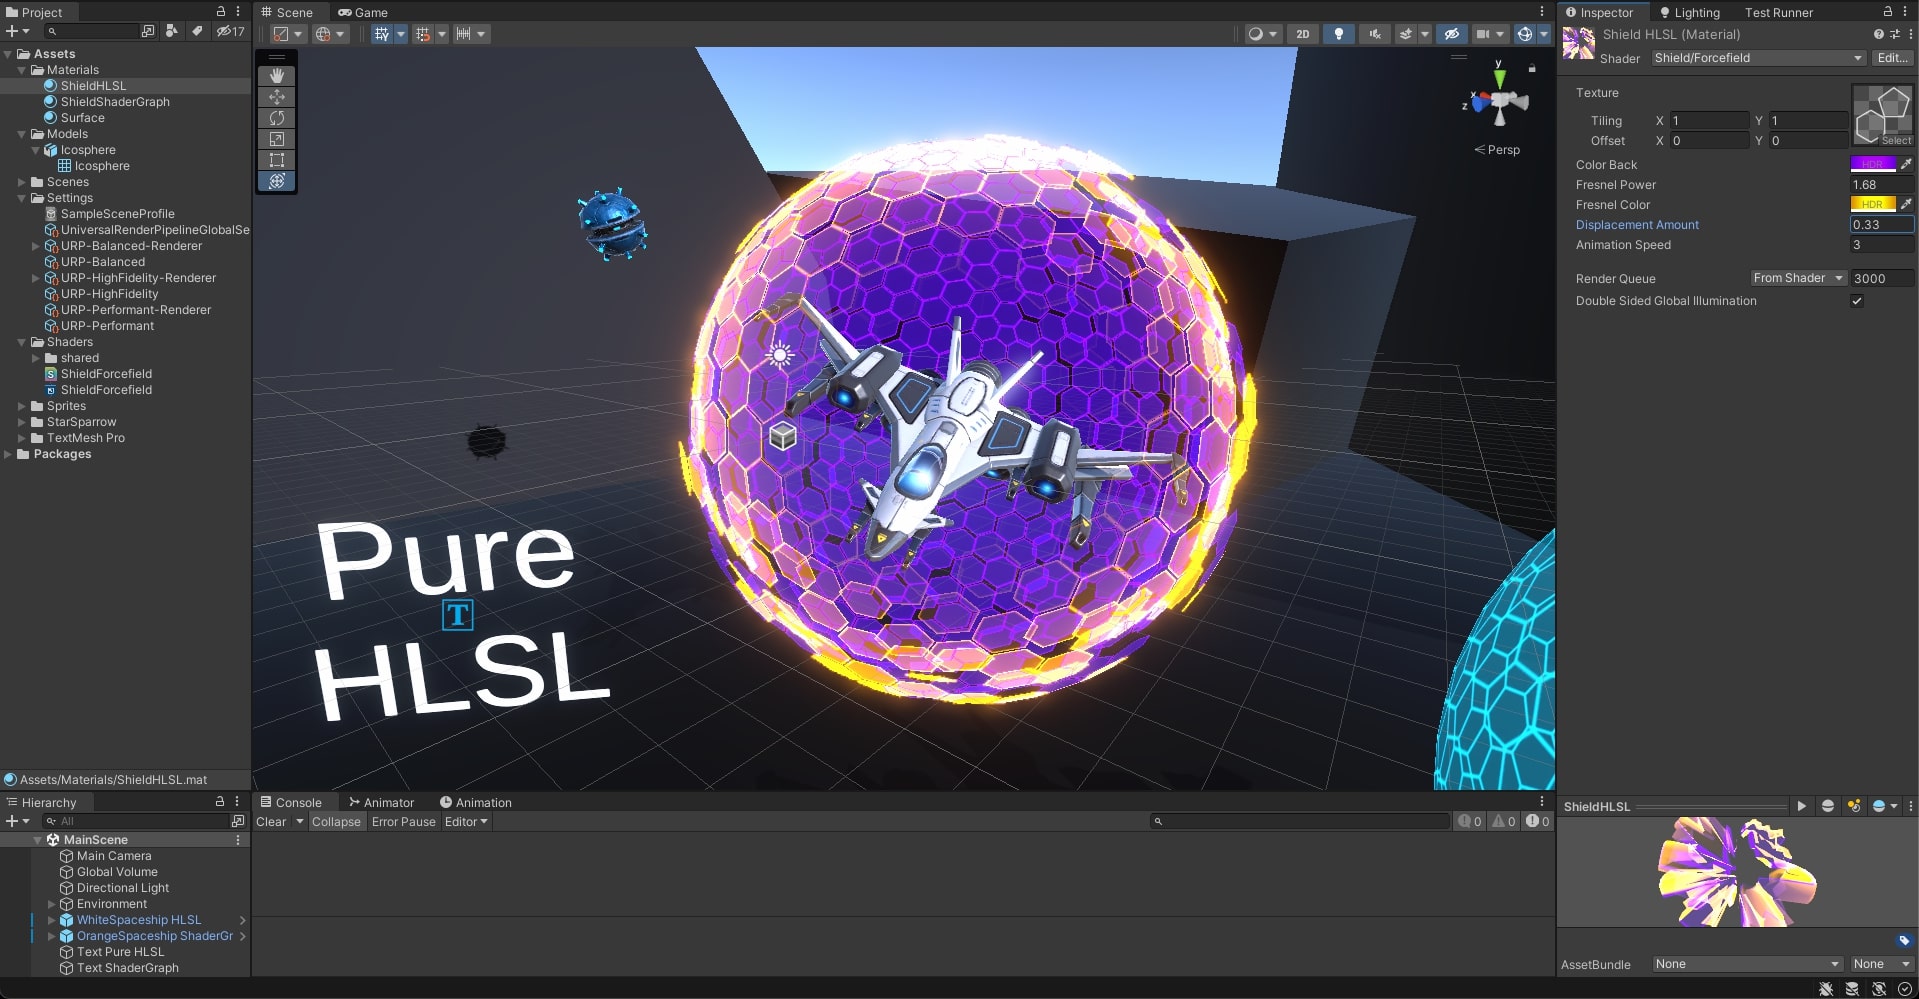 Project
17
Assets
Materials
ShieldHLSL
ShieldShaderGraph
Surface
Models
Icosphere
Icosphere
Scenes
Settings
SampleSceneProfile
UniversalRenderPipelineGlobalSe
URP-Balanced-Renderer
URP-Balanced
URP-HighFidelity-Renderer
URP-HighFidelity
URP-Performant-Renderer
URP-Performant
Shaders
shared
ShieldForcefield
ShieldForcefield
Sprites
StarSparrow
TextMesh Pro
Packages
Assets/Materials/ShieldHLSL.mat
Hierarchy
All
MainScene
Main Camera
Global Volume
Directional Light
Environment
WhiteSpaceship HLSL
OrangeSpaceship ShaderGr
Text Pure HLSL
Text ShaderGraph
Scene Game
2D
y
x
z
Persp
Pure
T
HLSL
Console Animator Animation
Clear Collapse Error Pause Editor
0 0 0
Inspector Lighting Test Runner
Shield HLSL (Material)
Shader Shield/Forcefield Edit...
Texture
Tiling X 1 Y 1
Offset X 0 Y 0
Select
Color Back HDR
Fresnel Power 1.68
Fresnel Color HDR
Displacement Amount 0.33
Animation Speed 3
Render Queue From Shader 3000
Double Sided Global Illumination
ShieldHLSL
AssetBundle None None